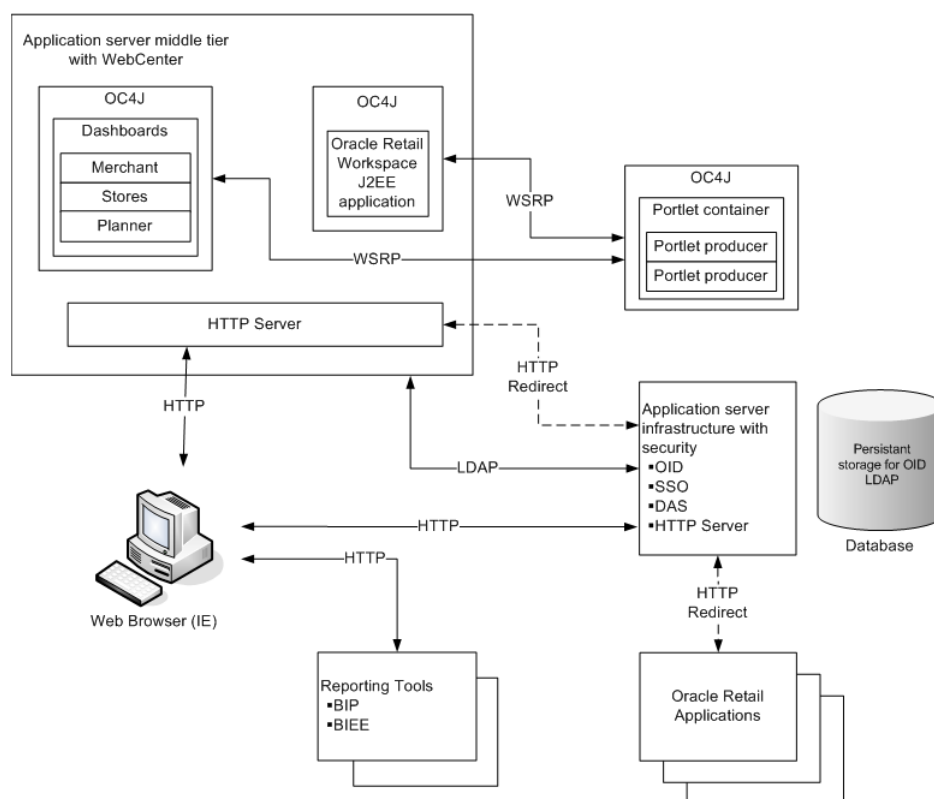 Application server middle tier
with WebCenter
OC4J
Dashboards
Merchant
Stores
Planner
OC4J
Oracle Retail
Workspace
J2EE
application
WSRP
WSRP
OC4J
Portlet container
Portlet producer
Portlet producer
HTTP Server
HTTP
Redirect
HTTP
LDAP
Application server
infrastructure with
security
▪OID
▪SSO
▪DAS
▪HTTP Server
Persistant
storage for OID
LDAP
Database
HTTP
HTTP
Web Browser (IE)
HTTP
Redirect
Reporting Tools
▪BIP
▪BIEE
Oracle Retail
Applications